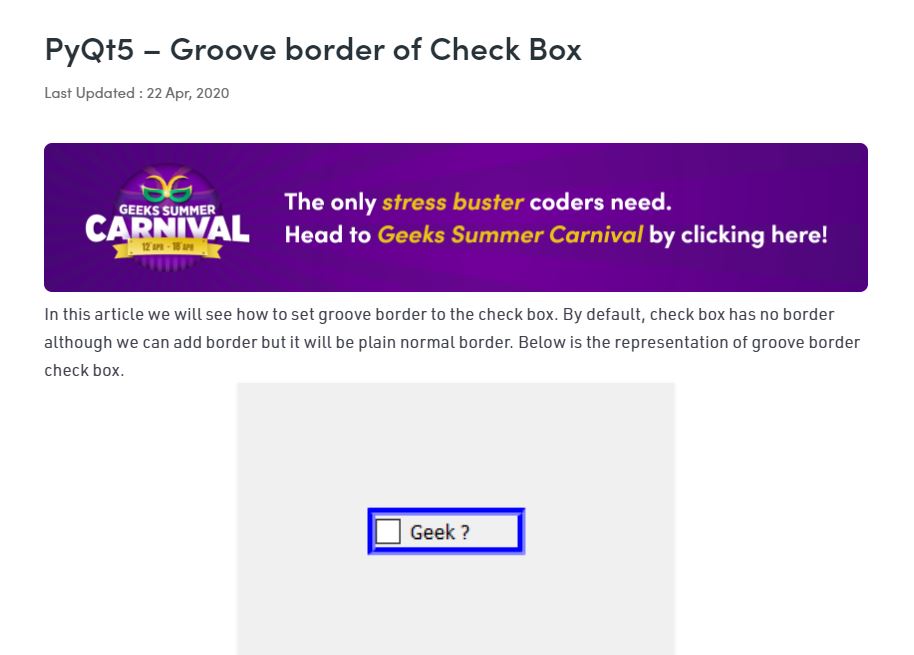 PyQt5 – Groove border of Check Box
Last Updated : 22 Apr, 2020
GEEKS SUMMER
CARNIVAL
12 APR - 18 APR
The only stress buster coders need.
Head to Geeks Summer Carnival by clicking here!
In this article we will see how to set groove border to the check box. By default, check box has no border
although we can add border but it will be plain normal border. Below is the representation of groove border
check box.
Geek ?